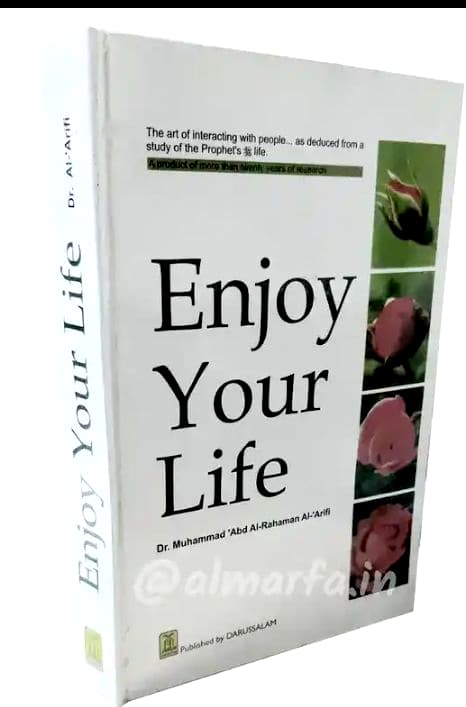 The art of interacting with people... as deduced from a
study of the Prophet's ﷺ life.
A product of more than twenty years of research
Enjoy
Your
Life
Dr. Muhammad 'Abd Al-Rahaman Al-'Arifi
Published by DARUSSALAM
Enjoy Your Life Dr. Al-'Arifi
@almarfa.in